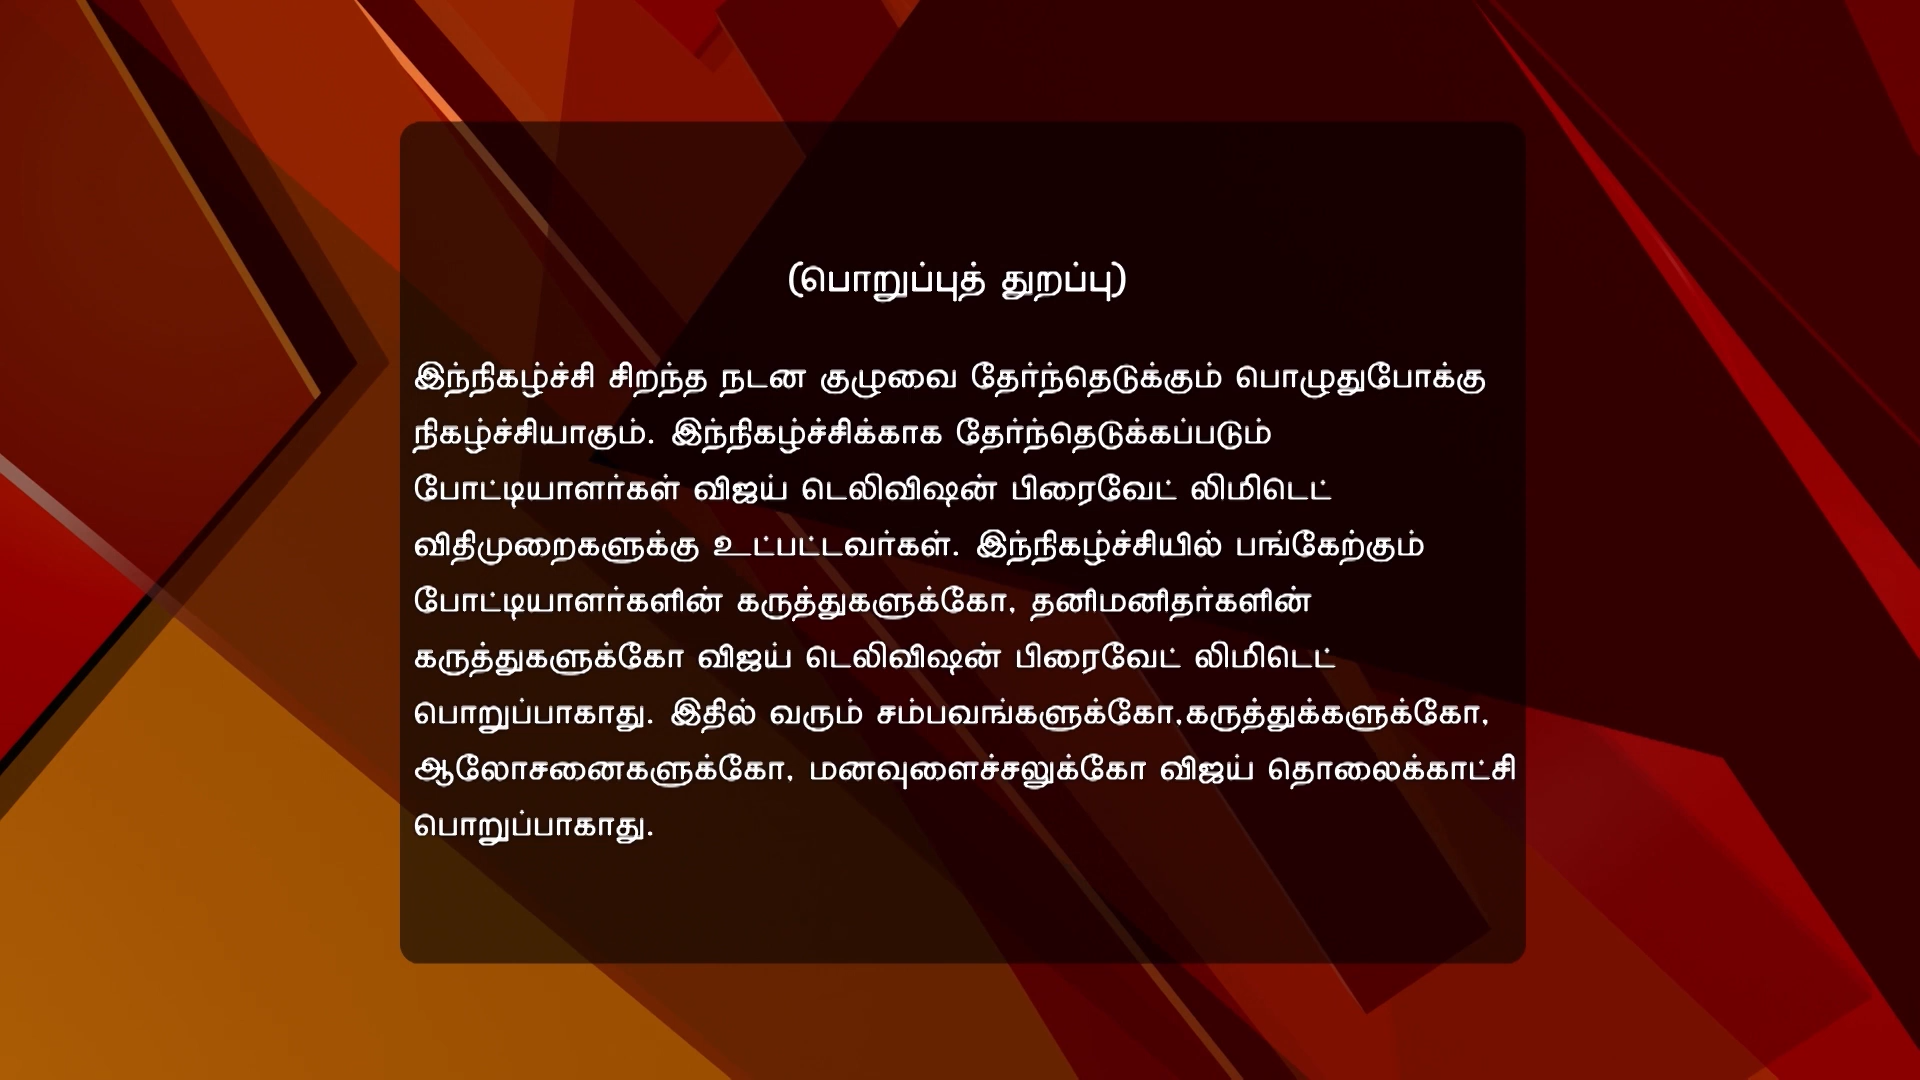 (பொறுப்புத் துறப்பு)
இந்நிகழ்ச்சி சிறந்த நடன குழுவை தேர்ந்தெடுக்கும் பொழுதுபோக்கு
நிகழ்ச்சியாகும். இந்நிகழ்ச்சிக்காக தேர்ந்தெடுக்கப்படும்
போட்டியாளர்கள் விஜய் டெலிவிஷன் பிரைவேட் லிமிடெட்
விதிமுறைகளுக்கு உட்பட்டவர்கள். இந்நிகழ்ச்சியில் பங்கேற்கும்
போட்டியாளர்களின் கருத்துகளுக்கோ, தனிமனிதர்களின்
கருத்துகளுக்கோ விஜய் டெலிவிஷன் பிரைவேட் லிமிடெட்
பொறுப்பாகாது. இதில் வரும் சம்பவங்களுக்கோ,கருத்துக்களுக்கோ,
ஆலோசனைகளுக்கோ, மனவுளைச்சலுக்கோ விஜய் தொலைக்காட்சி
பொறுப்பாகாது.